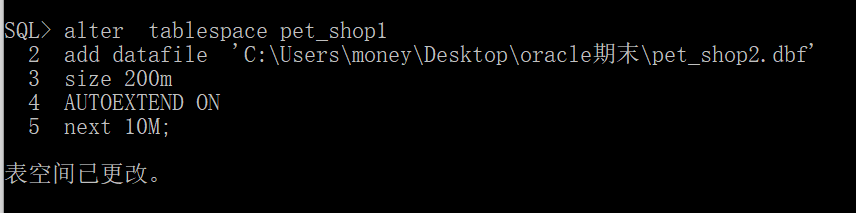 SQL> alter  tablespace pet_shop1
  2  add datafile  'C:\Users\money\Desktop\oracle期末\pet_shop2.dbf'
  3  size 200m
  4  AUTOEXTEND ON
  5  next 10M;
表空间已更改。